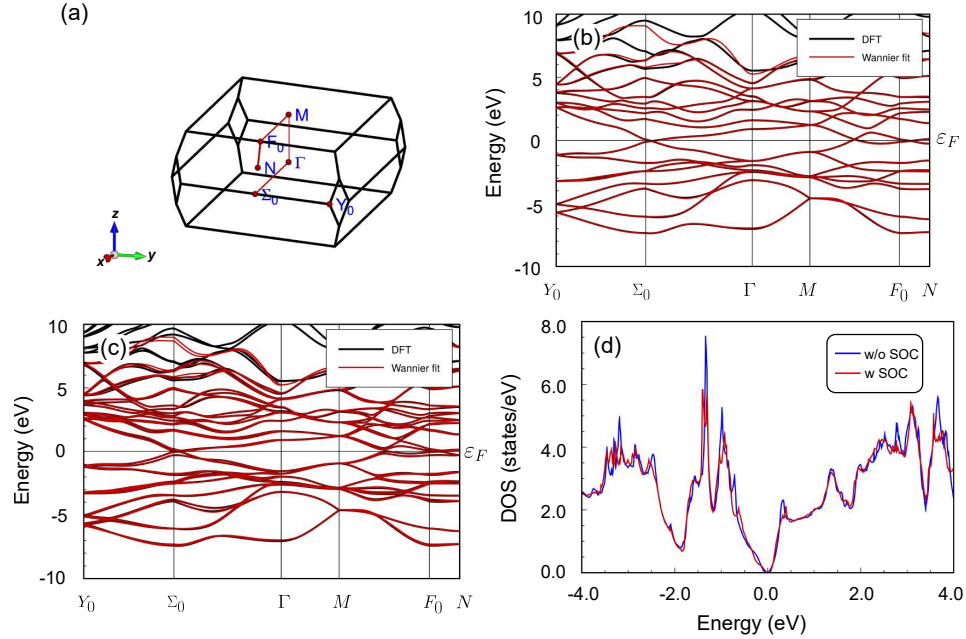 (a)
M
F₀
Γ
N
Σ₀
Y₀
z
x
y
(b)
DFT
Wannier fit
Energy (eV)
10
5
0
-5
-10
ε_F
Y₀ Σ₀ Γ M F₀ N
(c)
DFT
Wannier fit
Energy (eV)
10
5
0
-5
-10
ε_F
Y₀ Σ₀ Γ M F₀ N
(d)
w/o SOC
w SOC
DOS (states/eV)
8.0
6.0
4.0
2.0
0.0
-4.0 -2.0 0.0 2.0 4.0
Energy (eV)